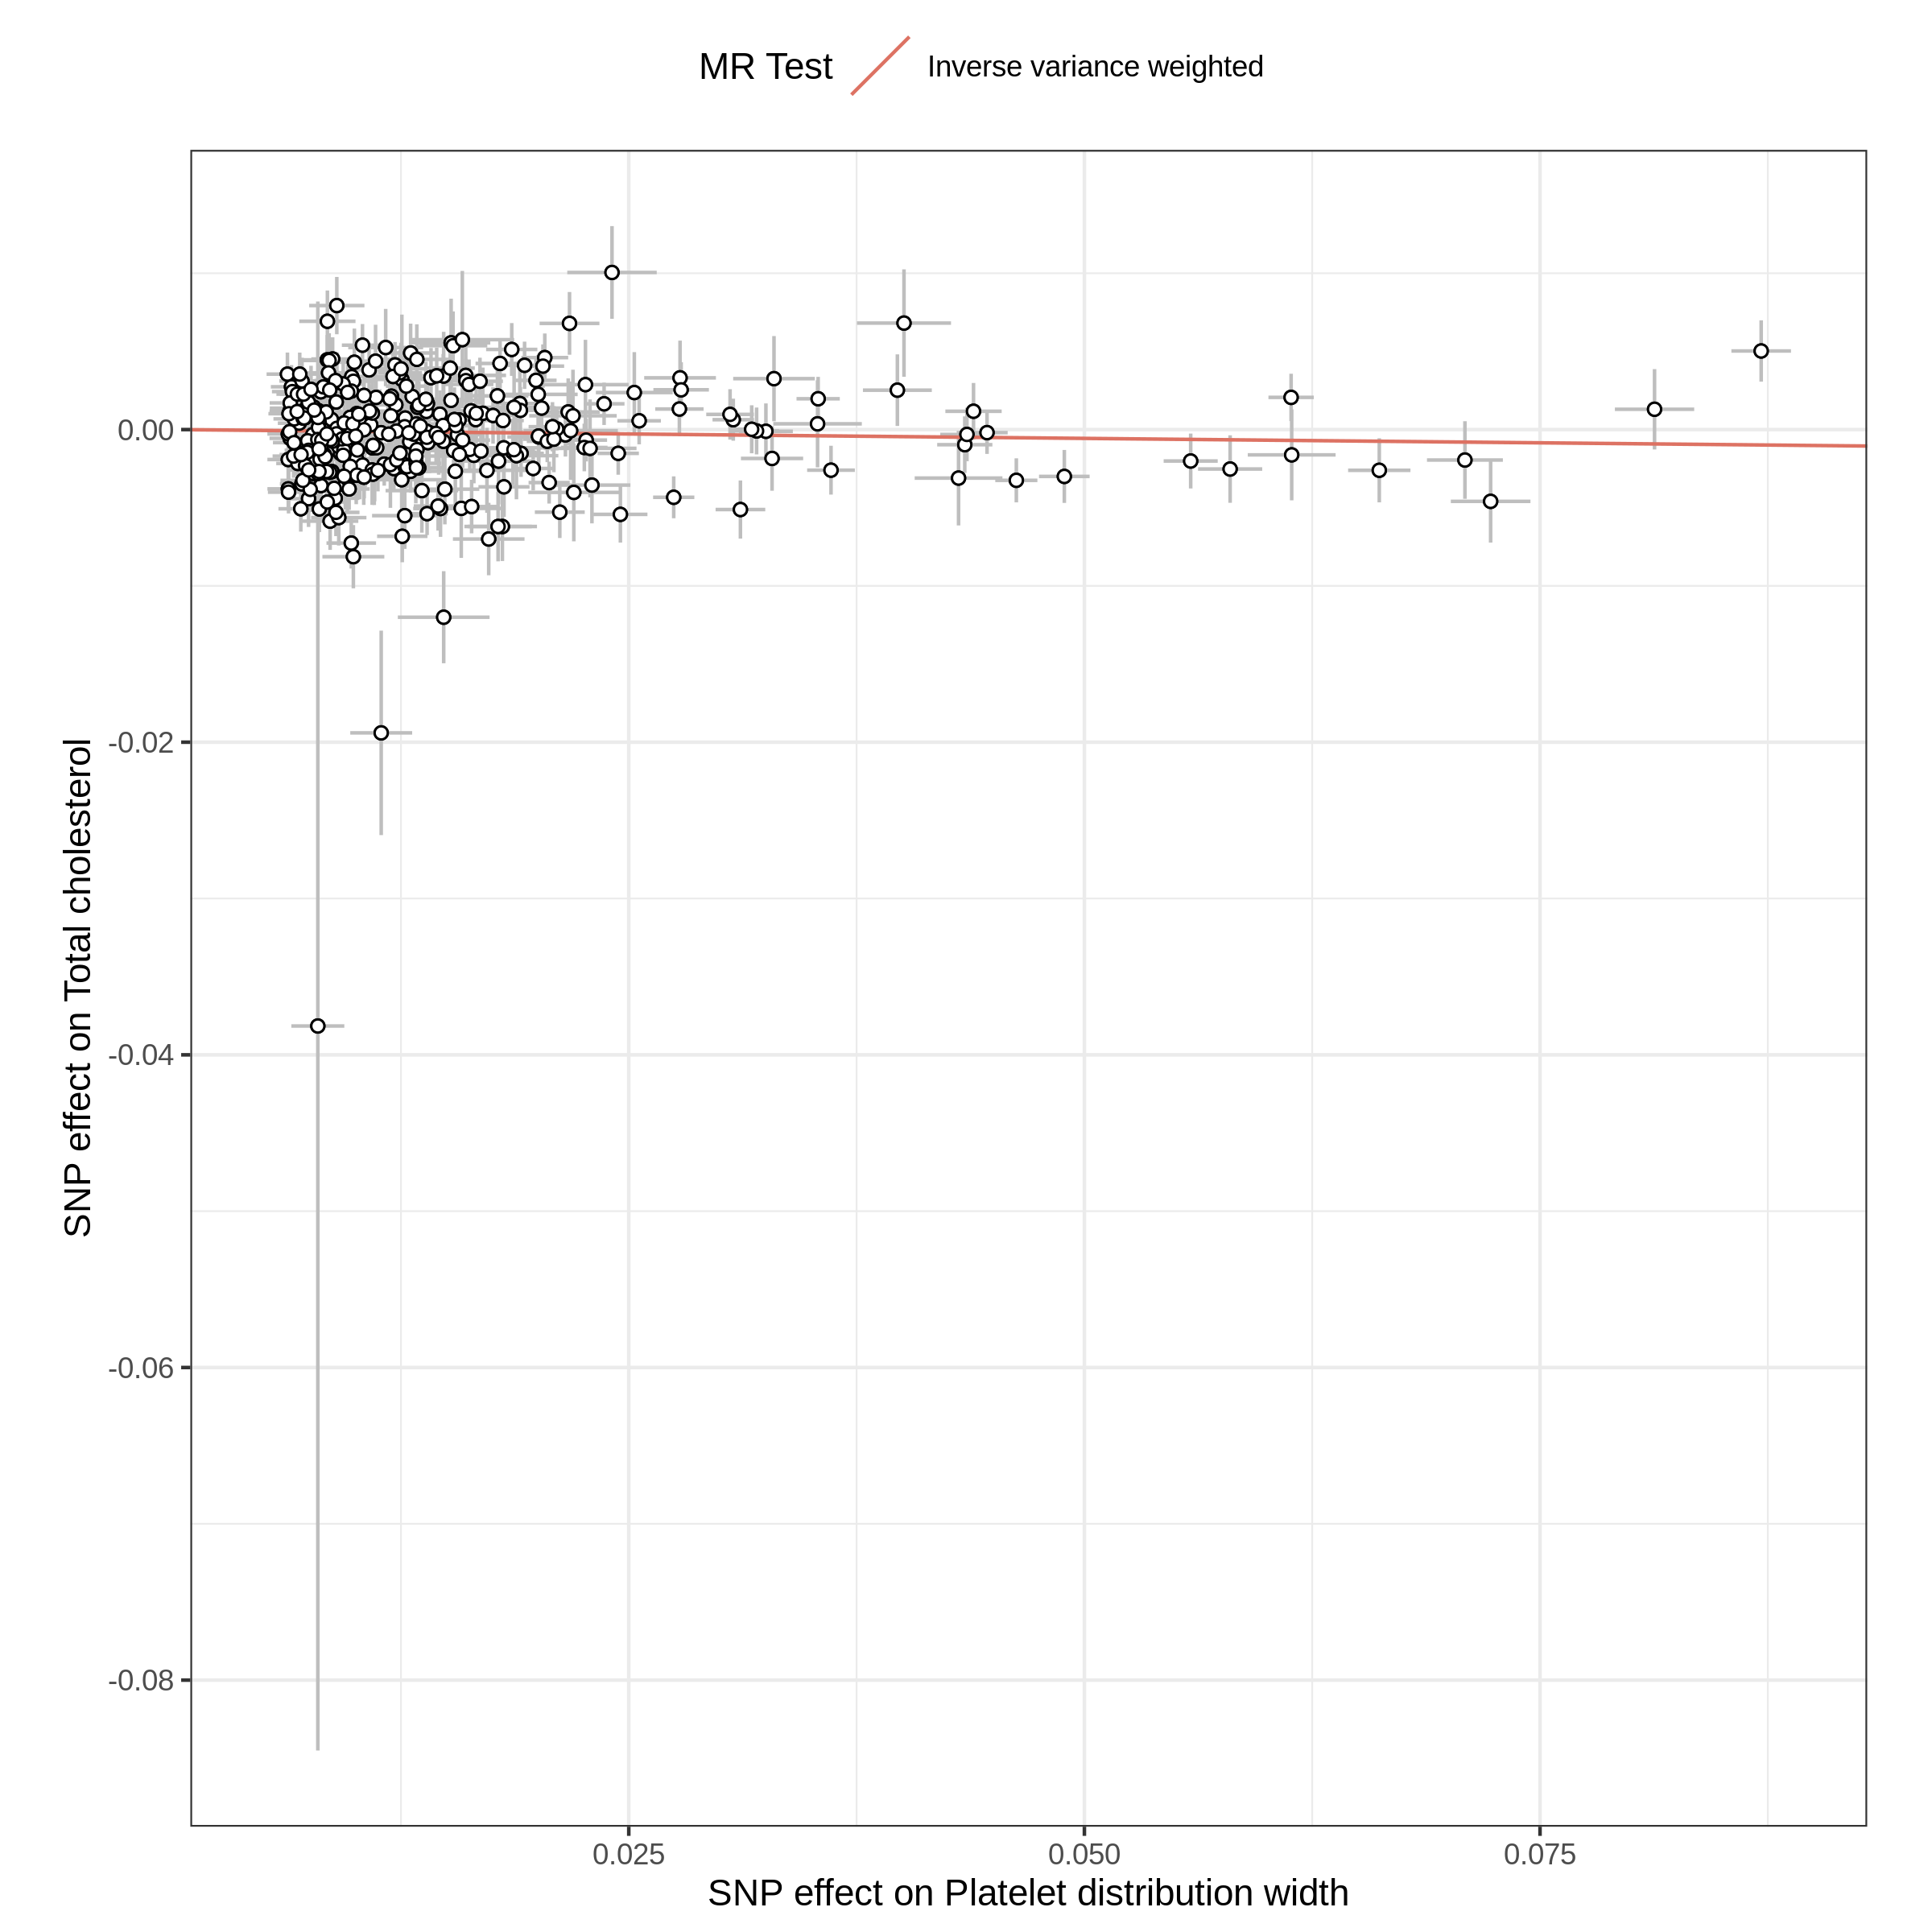 MR Test
Inverse variance weighted
0.00
-0.02
-0.04
-0.06
-0.08
SNP effect on Total cholesterol
0.025
0.050
0.075
SNP effect on Platelet distribution width